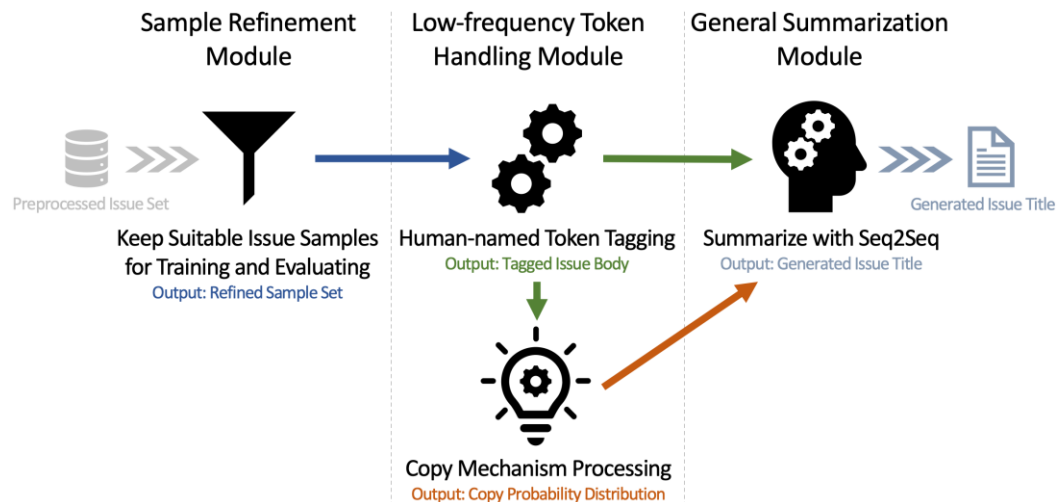 Sample Refinement
Module
Low-frequency Token
Handling Module
General Summarization
Module
Preprocessed Issue Set
Generated Issue Title
Keep Suitable Issue Samples
for Training and Evaluating
Output: Refined Sample Set
Human-named Token Tagging
Output: Tagged Issue Body
Summarize with Seq2Seq
Output: Generated Issue Title
Copy Mechanism Processing
Output: Copy Probability Distribution